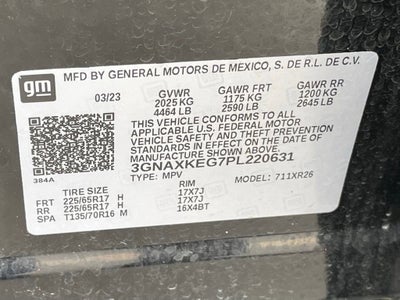 gm
MFD BY GENERAL MOTORS DE MEXICO, S. DE R.L. DE C.V.
03/23 GVWR GAWR FRT GAWR RR
2025 KG 1175 KG 1200 KG
4464 LB 2590 LB 2645 LB
THIS VEHICLE CONFORMS TO ALL
APPLICABLE U.S. FEDERAL MOTOR
VEHICLE SAFETY AND THEFT PREVENTION
STANDARDS IN EFFECT ON THE DATE OF
MANUFACTURE SHOWN ABOVE.
3GNAXKEG7PL220631
384A TYPE: MPV MODEL: 711XR26
TIRE SIZE RIM
FRT 225/65R17 H 17X7J
RR 225/65R17 H 17X7J
SPA T135/70R16 M 16X4BT